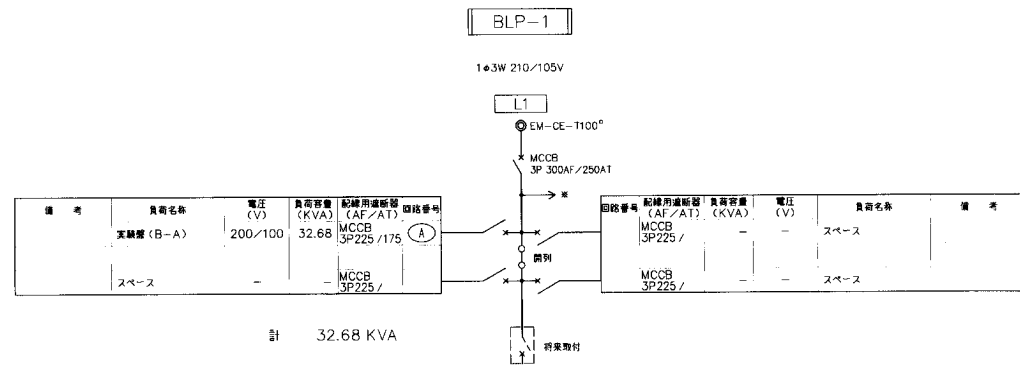 BLP-1
1φ3W 210/105V
L1
EM-CE-T100□
MCCB
3P 300AF/250AT
※
備 考 負荷名称 電圧(V) 負荷容量(KVA) 配線用遮断器(AF/AT) 回路番号
実験盤(B-A) 200/100 32.68 MCCB 3P225/175 A
スペース - - MCCB 3P225/
回路番号 配線用遮断器(AF/AT) 負荷容量(KVA) 電圧(V) 負荷名称 備 考
MCCB 3P225/ - - スペース
MCCB 3P225/ - - スペース
開列
計 32.68 KVA
将来取付